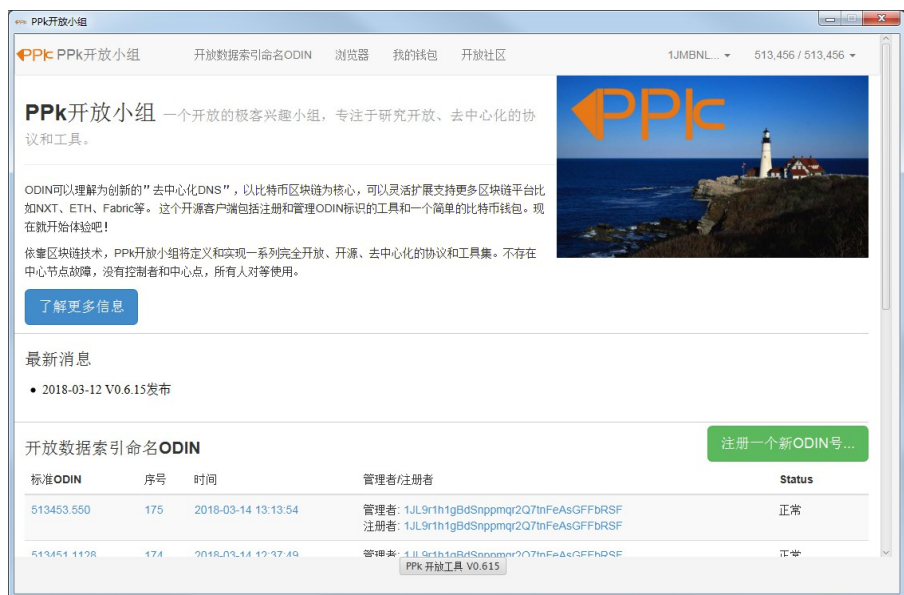 PPk开放小组
PPk PPk开放小组 开放数据索引命名ODIN 浏览器 我的钱包 开放社区 1JMBNL... 513,456 / 513,456
PPk
PPk开放小组 一个开放的极客兴趣小组,专注于研究开放、去中心化的协
议和工具。
ODIN可以理解为创新的"去中心化DNS",以比特币区块链为核心,可以灵活扩展支持更多区块链平台比
如NXT、ETH、Fabric等。 这个开源客户端包括注册和管理ODIN标识的工具和一个简单的比特币钱包。现
在就开始体验吧!
依靠区块链技术,PPk开放小组将定义和实现一系列完全开放、开源、去中心化的协议和工具集。不存在
中心节点故障,没有控制者和中心点,所有人对等使用。
了解更多信息
最新消息
• 2018-03-12 V0.6.15发布
开放数据索引命名ODIN 注册一个新ODIN号...
标准ODIN 序号 时间 管理者/注册者 Status
513453.550 175 2018-03-14 13:13:54 管理者: 1JL9r1h1gBdSnppmqr2Q7tnFeAsGFFbRSF 正常
注册者: 1JL9r1h1gBdSnppmqr2Q7tnFeAsGFFbRSF
513451.1128 174 2018-03-14 12:37:49 管理者: 1JL9r1h1gBdSnppmqr2Q7tnFeAsGFFbRSF 正常
PPk 开放工具 V0.615